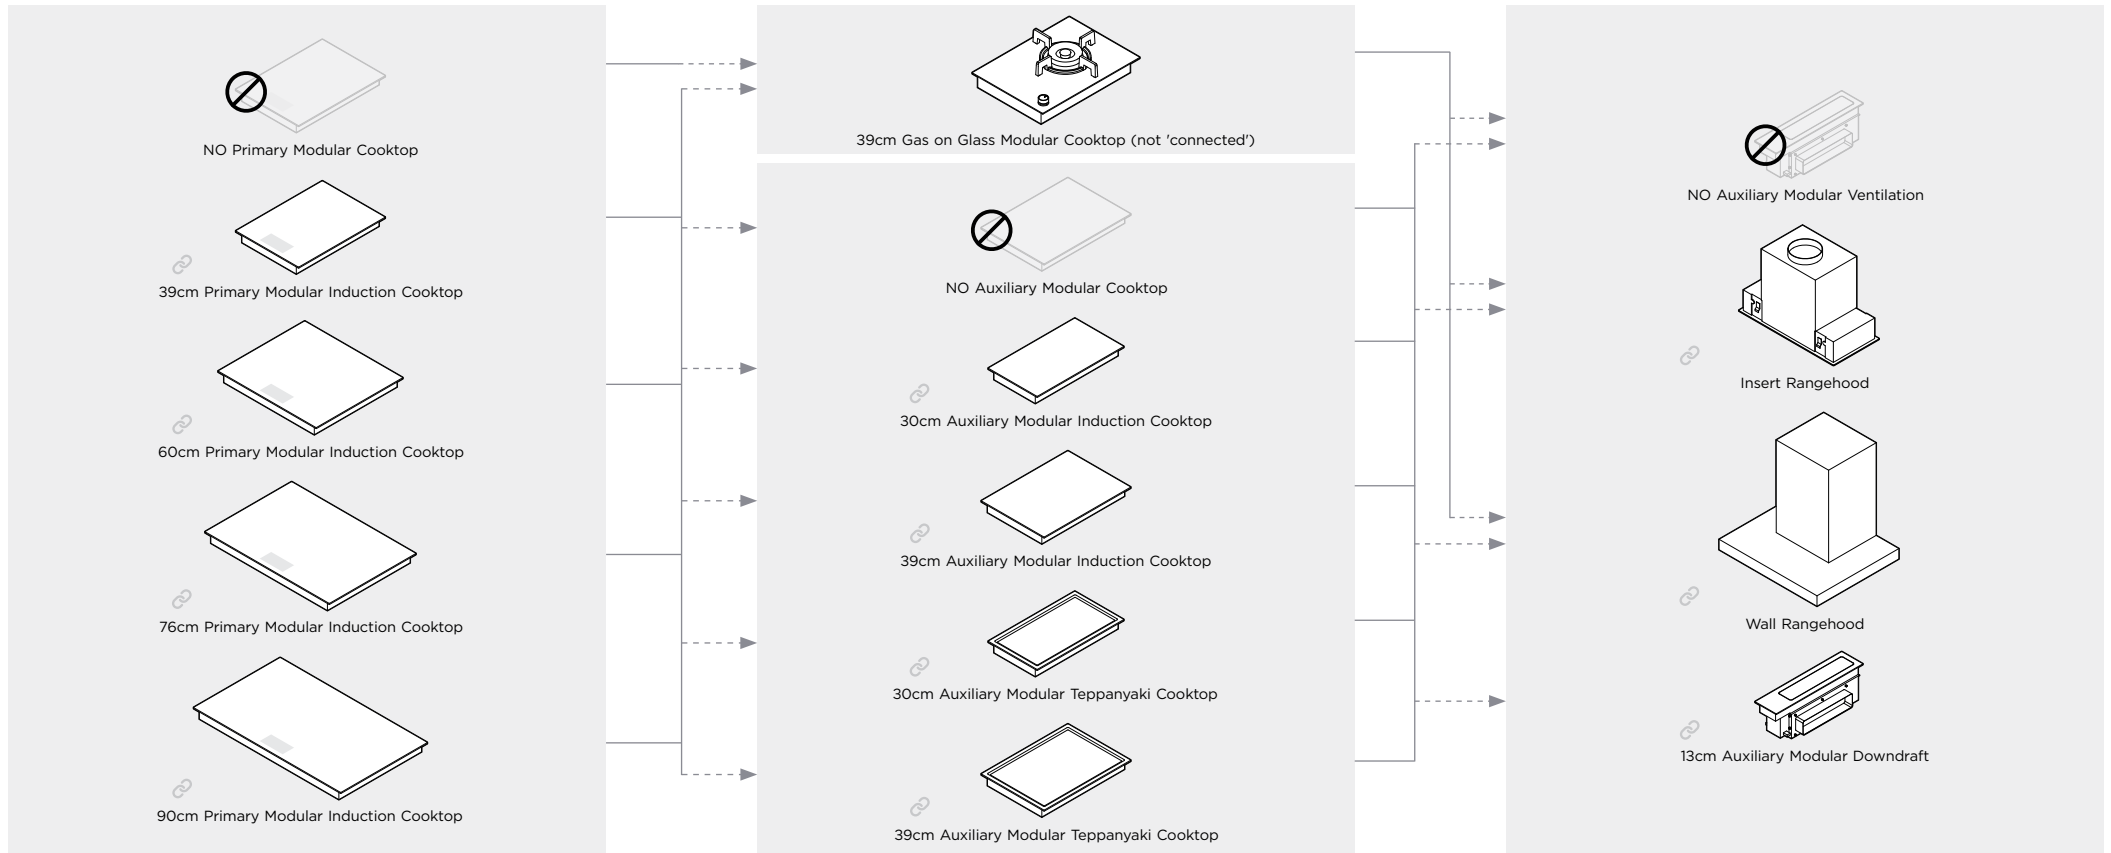 NO Primary Modular Cooktop
39cm Primary Modular Induction Cooktop
60cm Primary Modular Induction Cooktop
76cm Primary Modular Induction Cooktop
90cm Primary Modular Induction Cooktop
39cm Gas on Glass Modular Cooktop (not 'connected')
NO Auxiliary Modular Cooktop
30cm Auxiliary Modular Induction Cooktop
39cm Auxiliary Modular Induction Cooktop
30cm Auxiliary Modular Teppanyaki Cooktop
39cm Auxiliary Modular Teppanyaki Cooktop
NO Auxiliary Modular Ventilation
Insert Rangehood
Wall Rangehood
13cm Auxiliary Modular Downdraft